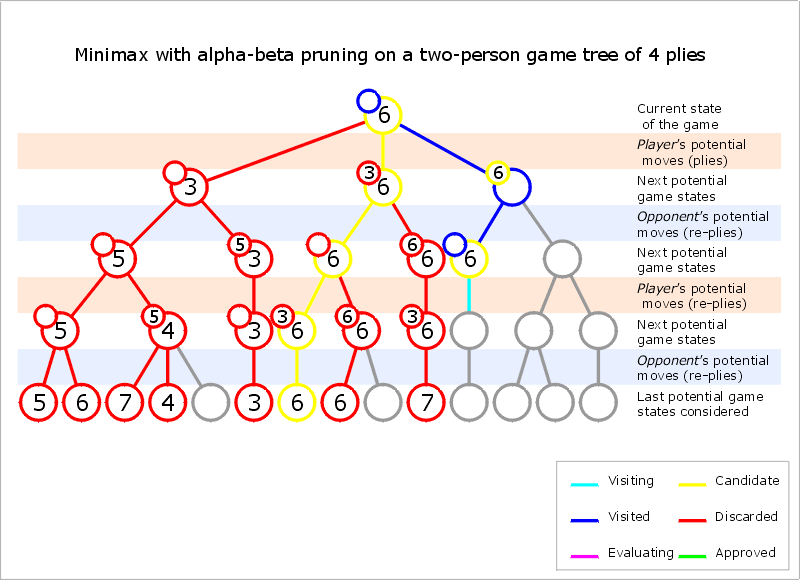 Minimax with alpha-beta pruning on a two-person game tree of 4 plies
6
Current state
of the game
Player's potential
moves (plies)
3
3
6
6
Next potential
game states
Opponent's potential
moves (re-plies)
5
5
3
6
6
6
6
Next potential
game states
Player's potential
moves (re-plies)
5
5
4
3
3
6
6
6
3
6
Next potential
game states
Opponent's potential
moves (re-plies)
5
6
7
4
3
6
6
7
Last potential game
states considered
Visiting
Candidate
Visited
Discarded
Evaluating
Approved